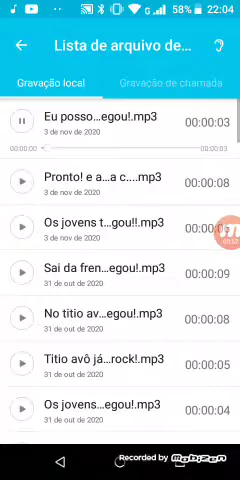 58% 22:04
Lista de arquivo de...
Gravação local
Gravação de chamada
Eu posso...egou!.mp3
3 de nov de 2020
00:00:03
00:00:00
00:00:03
Pronto! e a...a c....mp3
3 de nov de 2020
00:00:08
Os jovens t...gou!!.mp3
3 de nov de 2020
Sai da fren...egou!.mp3
31 de out de 2020
00:00:09
No titio av...egou!.mp3
31 de out de 2020
00:00:08
Titio avô já...rock!.mp3
31 de out de 2020
00:00:05
Os joven​s...egou!.mp3
31 de out de 2020
00:00:04
Recorded by MOBIZEN